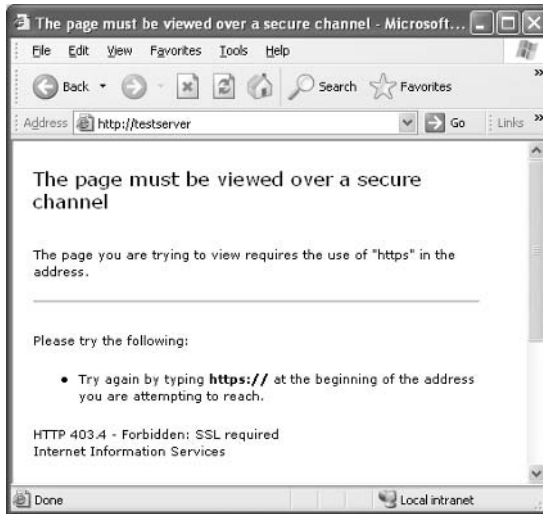 The page must be viewed over a secure channel - Microsoft...
File Edit View Favorites Tools Help
Back Search Favorites »
Address http://testserver Go Links »
The page must be viewed over a secure
channel
The page you are trying to view requires the use of "https" in the
address.
Please try the following:
• Try again by typing https:// at the beginning of the address
you are attempting to reach.
HTTP 403.4 - Forbidden: SSL required
Internet Information Services
Done Local intranet